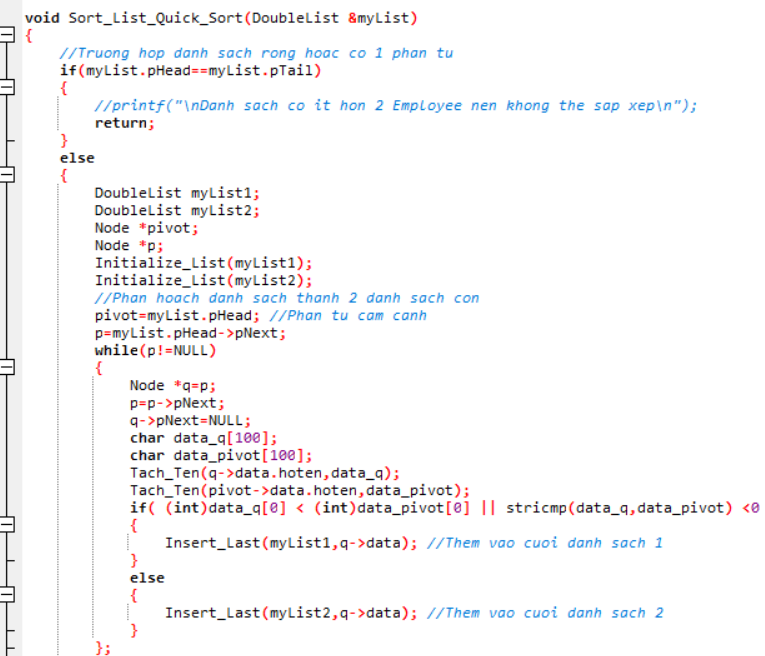 void Sort_List_Quick_Sort(DoubleList &myList)
{
//Truong hop danh sach rong hoac co 1 phan tu
if(myList.pHead==myList.pTail)
{
//printf("\nDanh sach co it hon 2 Employee nen khong the sap xep\n");
return;
}
else
{
DoubleList myList1;
DoubleList myList2;
Node *pivot;
Node *p;
Initialize_List(myList1);
Initialize_List(myList2);
//Phan hoach danh sach thanh 2 danh sach con
pivot=myList.pHead; //Phan tu cam canh
p=myList.pHead->pNext;
while(p!=NULL)
{
Node *q=p;
p=p->pNext;
q->pNext=NULL;
char data_q[100];
char data_pivot[100];
Tach_Ten(q->data.hoten,data_q);
Tach_Ten(pivot->data.hoten,data_pivot);
if( (int)data_q[0] < (int)data_pivot[0] || stricmp(data_q,data_pivot) <0
{
Insert_Last(myList1,q->data); //Them vao cuoi danh sach 1
}
else
{
Insert_Last(myList2,q->data); //Them vao cuoi danh sach 2
}
};